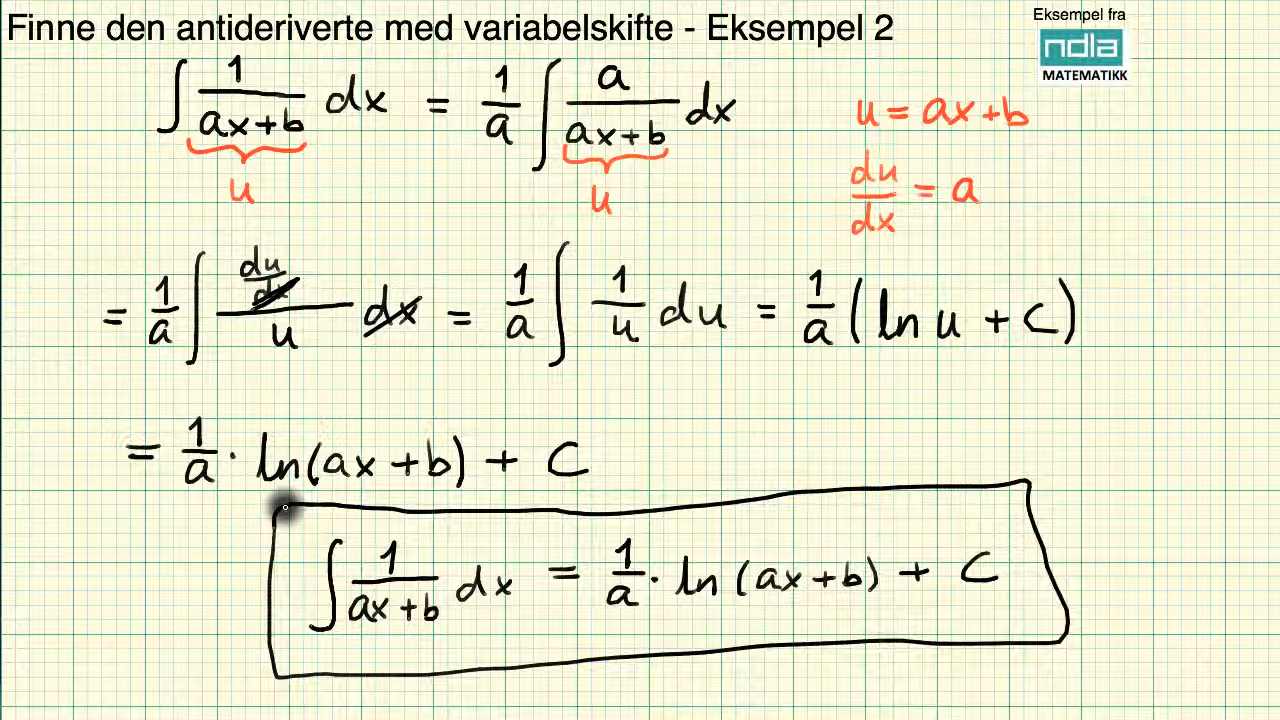 Finne den antideriverte med variabelskifte - Eksempel 2
Eksempel fra
ndla
MATEMATIKK
∫ 1/(ax+b) dx = 1/a ∫ a/(ax+b) dx
u = ax+b
u
u
du/dx = a
= 1/a ∫ (du/dx)/u dx = 1/a ∫ 1/u du = 1/a (ln u + C)
= 1/a · ln(ax+b) + C
∫ 1/(ax+b) dx = 1/a · ln(ax+b) + C